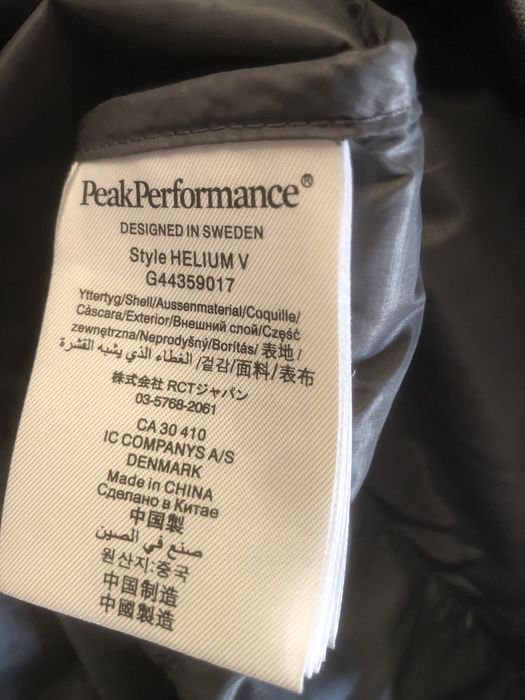 PeakPerformance®
DESIGNED IN SWEDEN
Style HELIUM V
G44359017
Yttertyg/Shell/Aussenmaterial/Coquille/
Càscara/Exterior/Внешний слой/Część
zewnętrzna/Neprodyšný/Borítás/ 表地 /
겉감/面料/表布/ الغطاء الذي يشبه القشرة
株式会社 RCTジャパン
03-5768-2061
CA 30 410
IC COMPANYS A/S
DENMARK
Made in CHINA
Сделано в Китае
中国製
صنع في الصين
원산지:중국
中国制造
中國製造